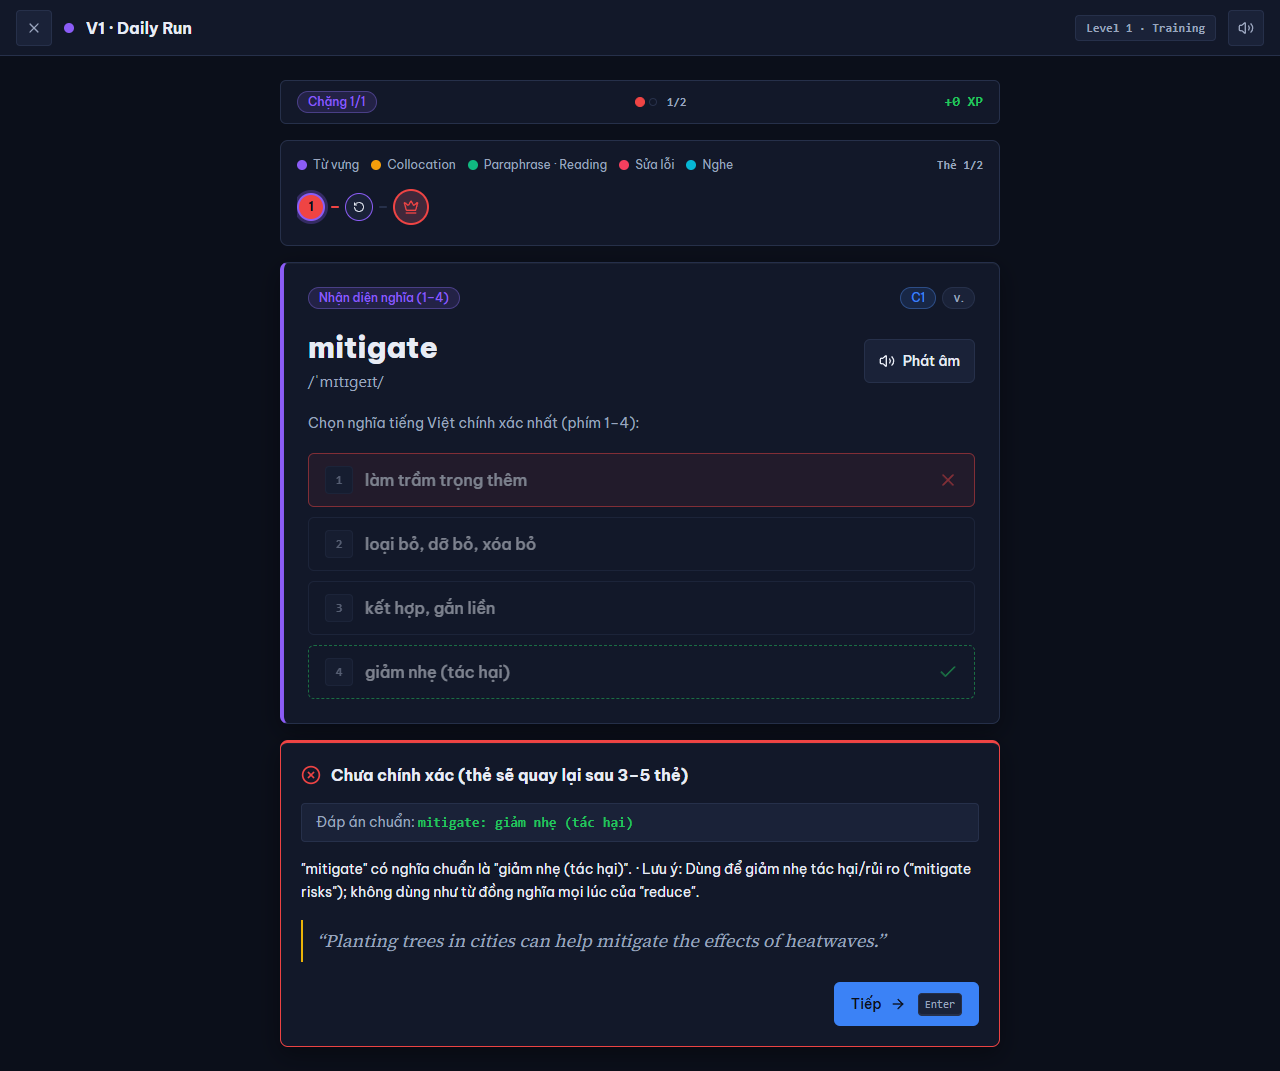 V1 · Daily Run
Level 1 · Training
Chặng 1/1
1/2
+0 XP
Từ vựng
Collocation
Paraphrase · Reading
Sửa lỗi
Nghe
Thẻ 1/2
1
Nhận diện nghĩa (1–4)
C1
v.
mitigate
/ˈmɪtɪɡeɪt/
Phát âm
Chọn nghĩa tiếng Việt chính xác nhất (phím 1–4):
1 làm trầm trọng thêm
2 loại bỏ, dỡ bỏ, xóa bỏ
3 kết hợp, gắn liền
4 giảm nhẹ (tác hại)
Chưa chính xác (thẻ sẽ quay lại sau 3–5 thẻ)
Đáp án chuẩn: mitigate: giảm nhẹ (tác hại)
"mitigate" có nghĩa chuẩn là "giảm nhẹ (tác hại)". · Lưu ý: Dùng để giảm nhẹ tác hại/rủi ro ("mitigate
risks"); không dùng như từ đồng nghĩa mọi lúc của "reduce".
“Planting trees in cities can help mitigate the effects of heatwaves.”
Tiếp → Enter